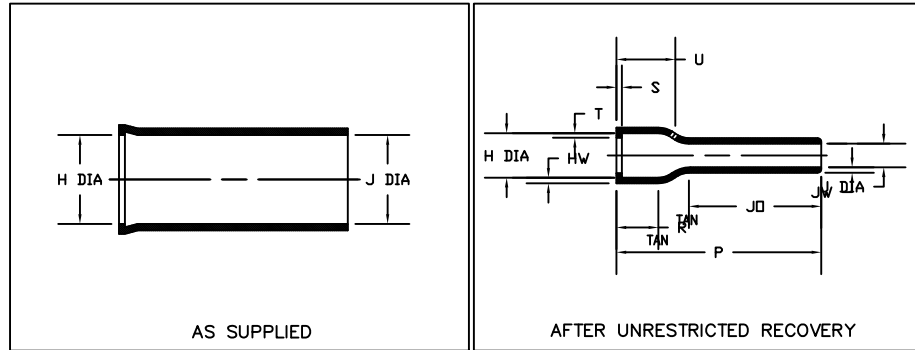 H DIA
J DIA
AS SUPPLIED
U
S
T
H DIA
HW
J DIA
JW
JO
TAN
R
TAN
P
AFTER UNRESTRICTED RECOVERY